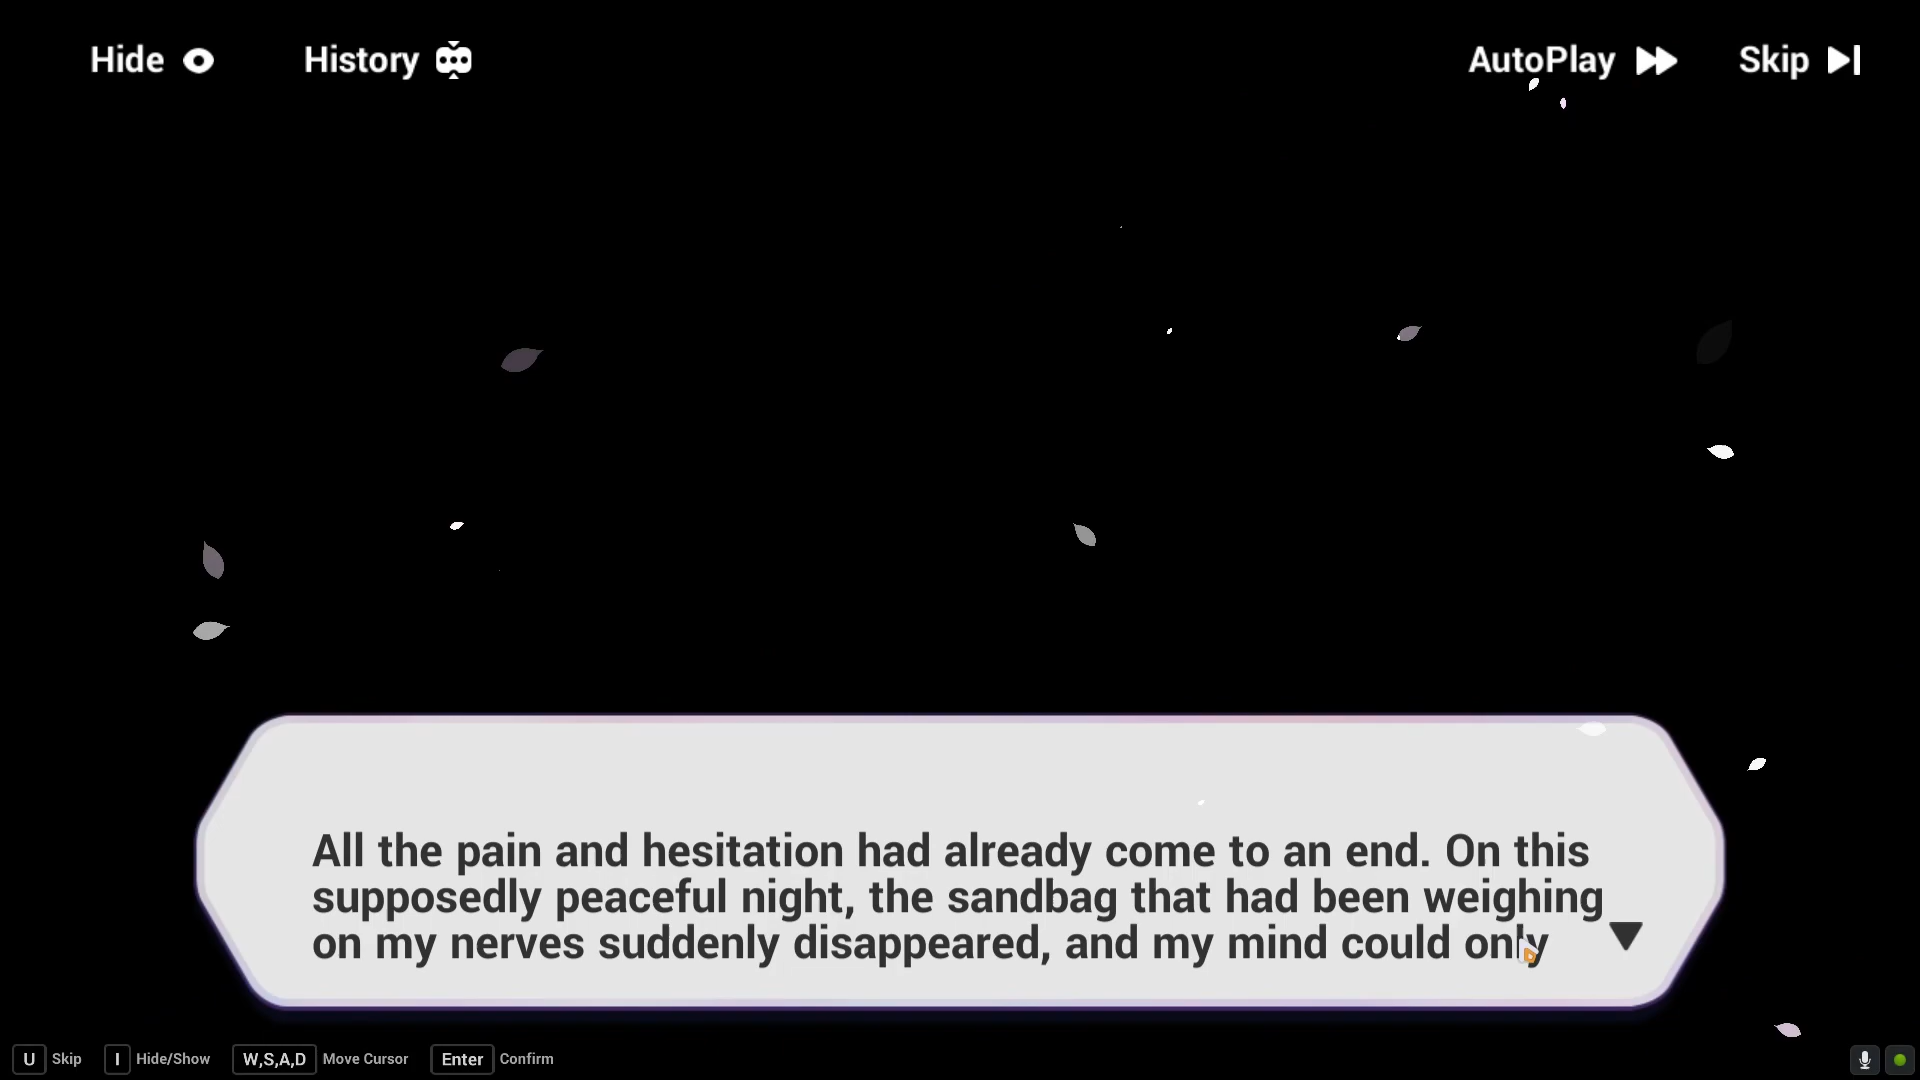 Hide
History
AutoPlay
Skip
All the pain and hesitation had already come to an end. On this
supposedly peaceful night, the sandbag that had been weighing
on my nerves suddenly disappeared, and my mind could only
U Skip
I Hide/Show
W,S,A,D Move Cursor
Enter Confirm